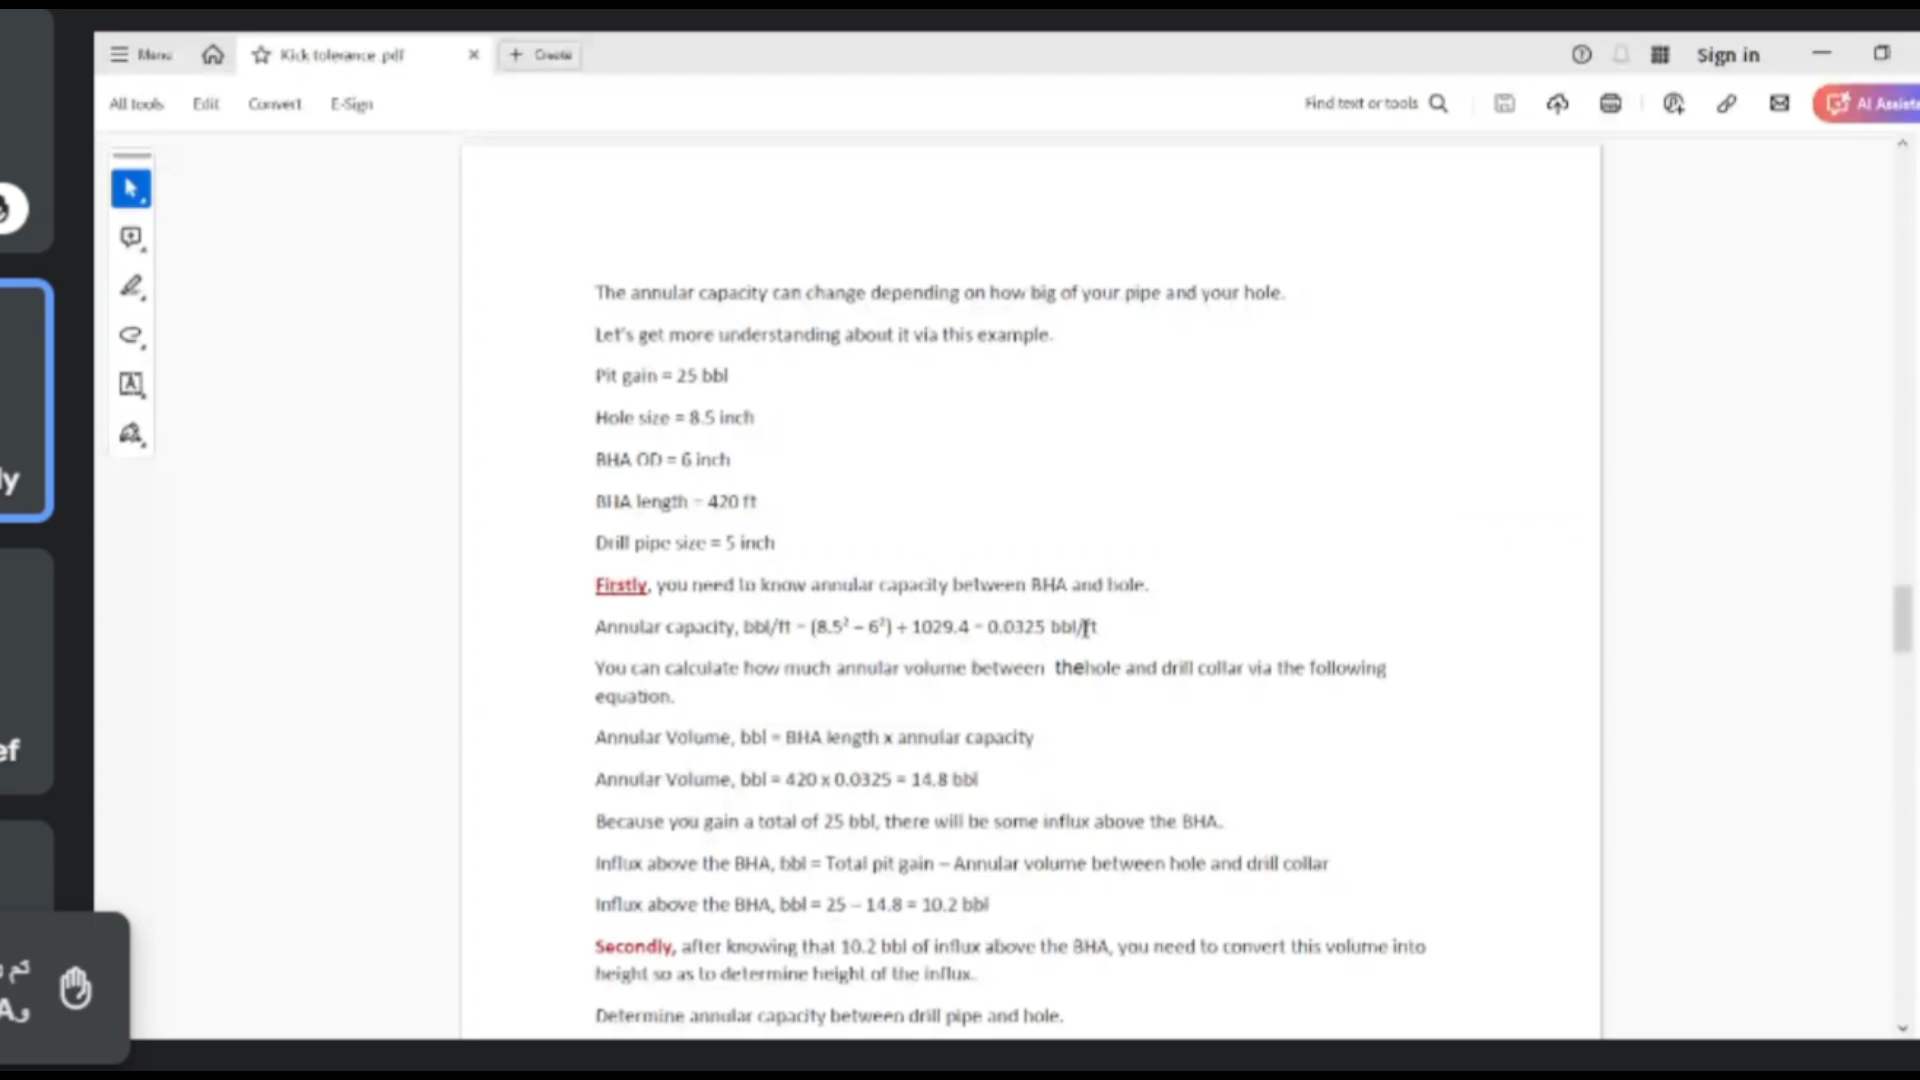 Menu
Kick tolerance.pdf
Create
Sign in
All tools
Edit
Convert
E-Sign
Find text or tools
AI Assist
The annular capacity can change depending on how big of your pipe and your hole.
Let's get more understanding about it via this example.
Pit gain = 25 bbl
Hole size = 8.5 inch
BHA OD = 6 inch
BHA length = 420 ft
Drill pipe size = 5 inch
Firstly, you need to know annular capacity between BHA and hole.
Annular capacity, bbl/ft = (8.5² – 6²) ÷ 1029.4 = 0.0325 bbl/ft
You can calculate how much annular volume between thehole and drill collar via the following
equation.
Annular Volume, bbl = BHA length x annular capacity
Annular Volume, bbl = 420 x 0.0325 = 14.8 bbl
Because you gain a total of 25 bbl, there will be some influx above the BHA.
Influx above the BHA, bbl = Total pit gain – Annular volume between hole and drill collar
Influx above the BHA, bbl = 25 – 14.8 = 10.2 bbl
Secondly, after knowing that 10.2 bbl of influx above the BHA, you need to convert this volume into
height so as to determine height of the influx.
Determine annular capacity between drill pipe and hole.
ly
ef